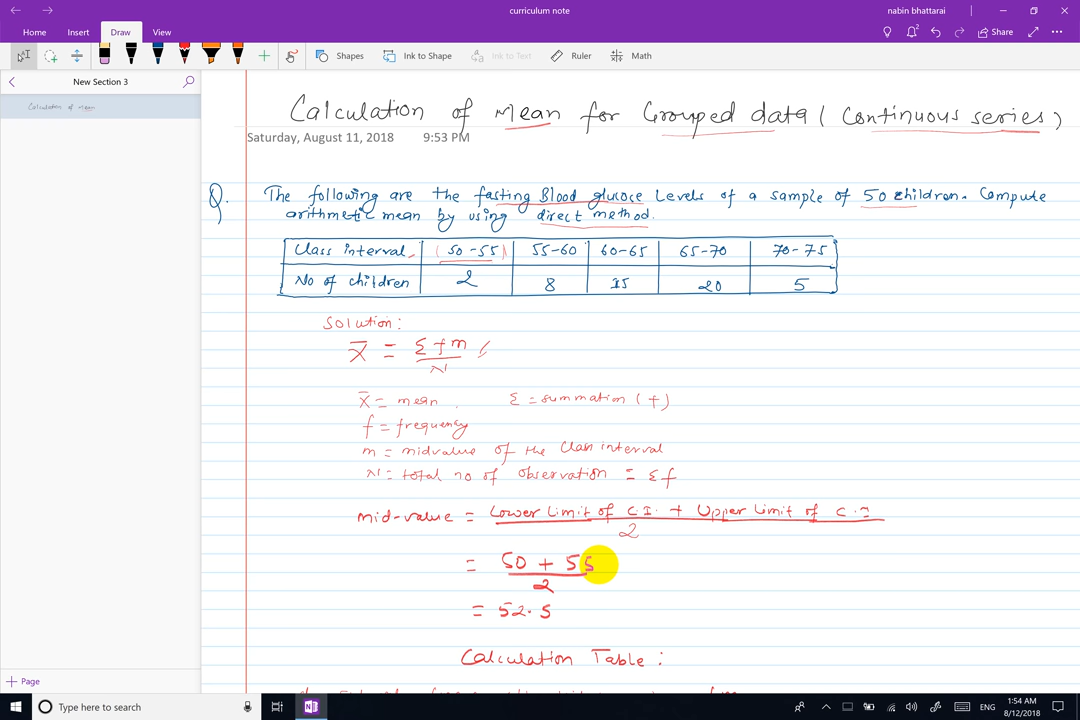 curriculum note
nabin bhattarai
Home Insert Draw View
Share
Shapes Ink to Shape Ink to Text Ruler Math
New Section 3
Calculation of mean
Calculation of Mean for Grouped data (Continuous series)
Saturday, August 11, 2018 9:53 PM
Q. The following are the fasting Blood glucose Levels of a sample of 50 children. Compute
arithmetic mean by using direct method.
Class interval (50-55) 55-60 60-65 65-70 70-75
No of children 2 8 15 20 5
Solution:
X̄ = Σfm
N
X̄ = mean Σ = summation (+)
f = frequency
m = midvalue of the Class interval
N = total no of observation = Σf
mid-value = Lower Limit of C.I. + Upper Limit of C.I
2
= 50 + 55
2
= 52.5
Calculation Table:
+ Page
Type here to search
ENG
1:54 AM
8/12/2018